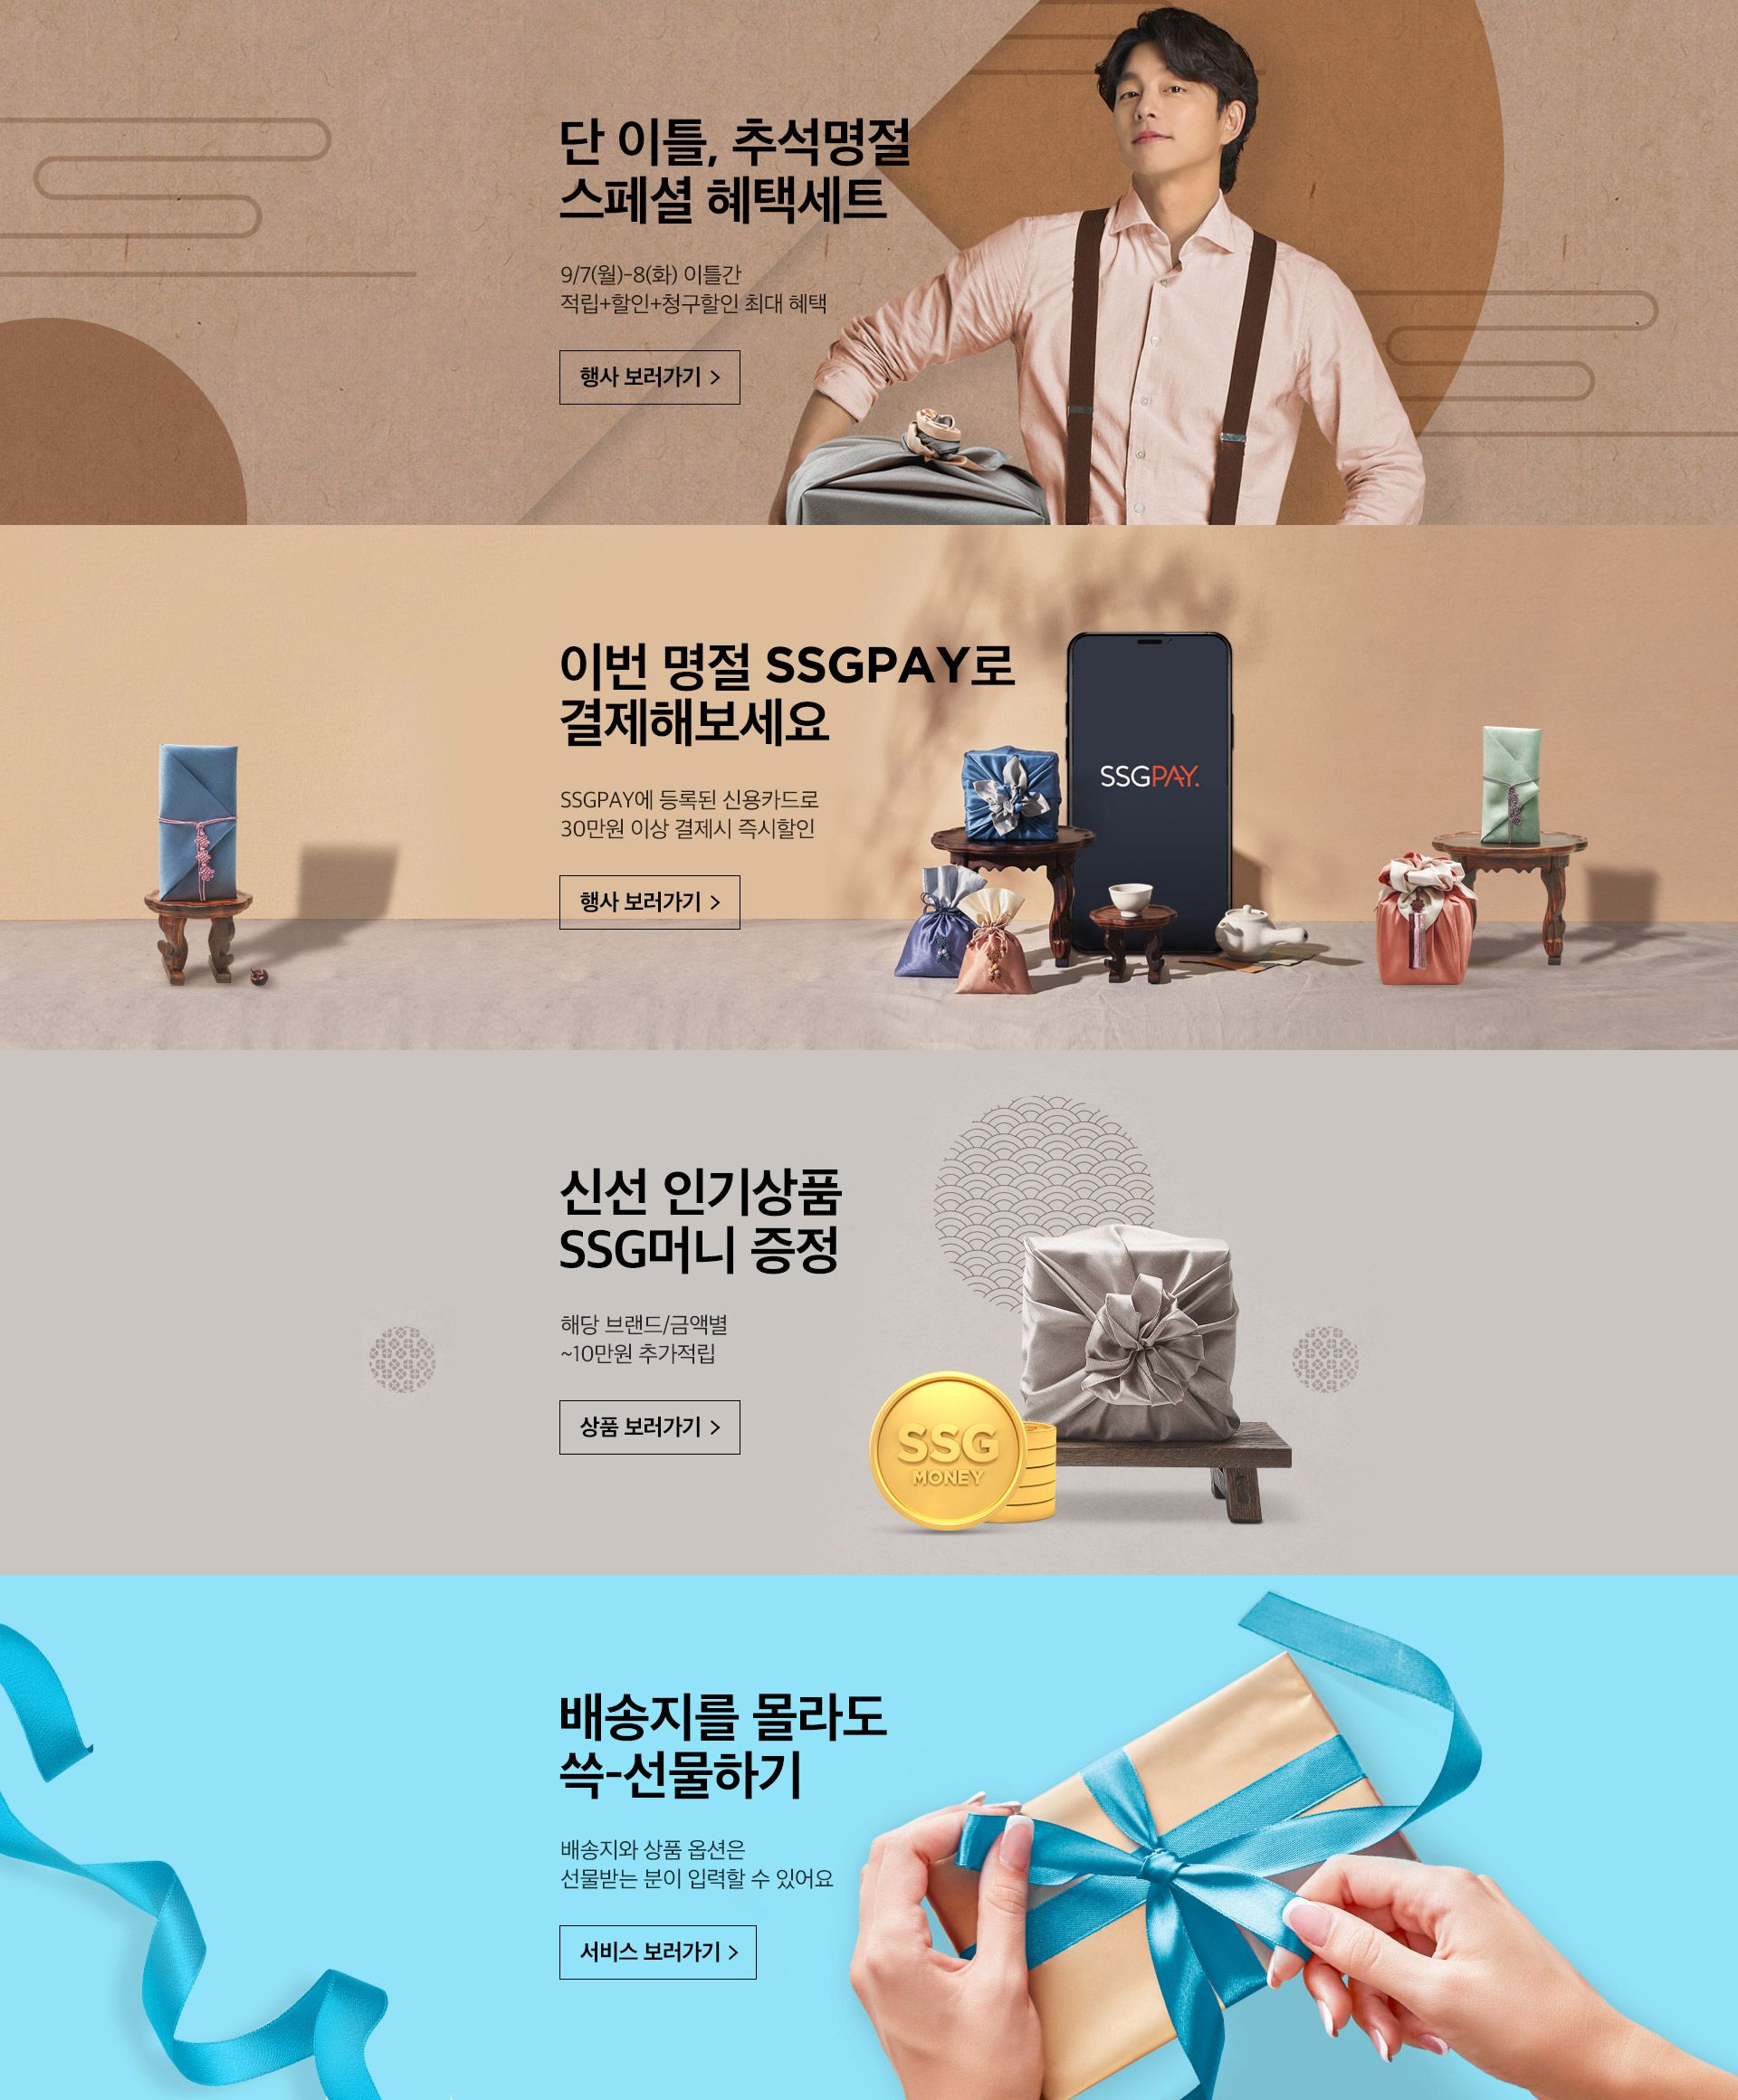 단 이틀, 추석명절
스페셜 혜택세트
9/7(월)-8(화) 이틀간
적립+할인+청구할인 최대 혜택
행사 보러가기 >
이번 명절 SSGPAY로
결제해보세요
SSGPAY에 등록된 신용카드로
30만원 이상 결제시 즉시할인
행사 보러가기 >
SSGPAY.
신선 인기상품
SSG머니 증정
해당 브랜드/금액별
~10만원 추가적립
상품 보러가기 >
SSG
MONEY
배송지를 몰라도
쓱-선물하기
배송지와 상품 옵션은
선물받는 분이 입력할 수 있어요
서비스 보러가기 >